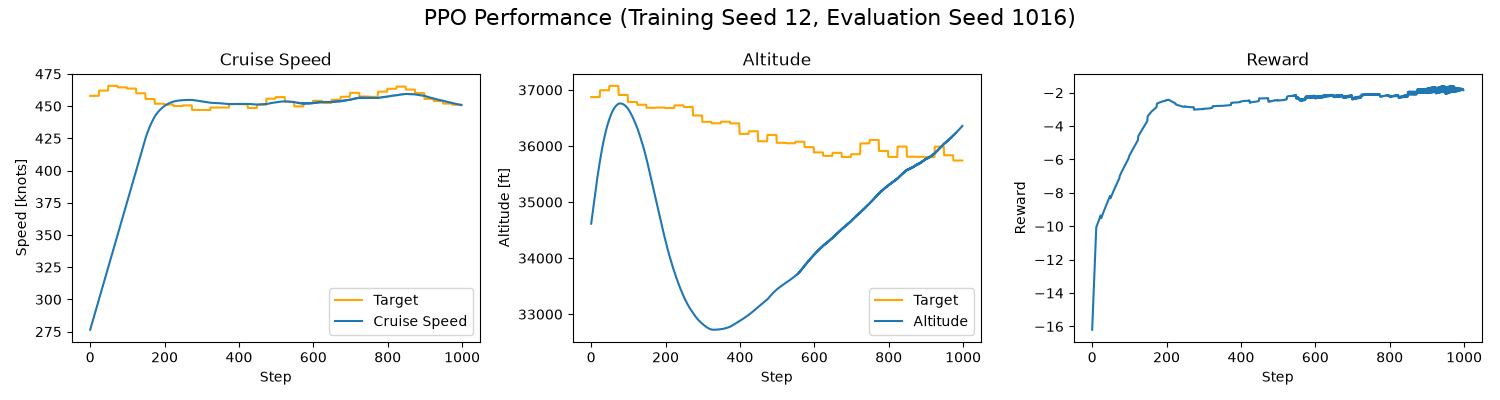 PPO Performance (Training Seed 12, Evaluation Seed 1016)
Cruise Speed
475
450
425
400
375
350
325
300
275
Speed [knots]
0 200 400 600 800 1000
Step
Target
Cruise Speed
Altitude
37000
36000
35000
34000
33000
Altitude [ft]
0 200 400 600 800 1000
Step
Target
Altitude
Reward
−2
−4
−6
−8
−10
−12
−14
−16
Reward
0 200 400 600 800 1000
Step